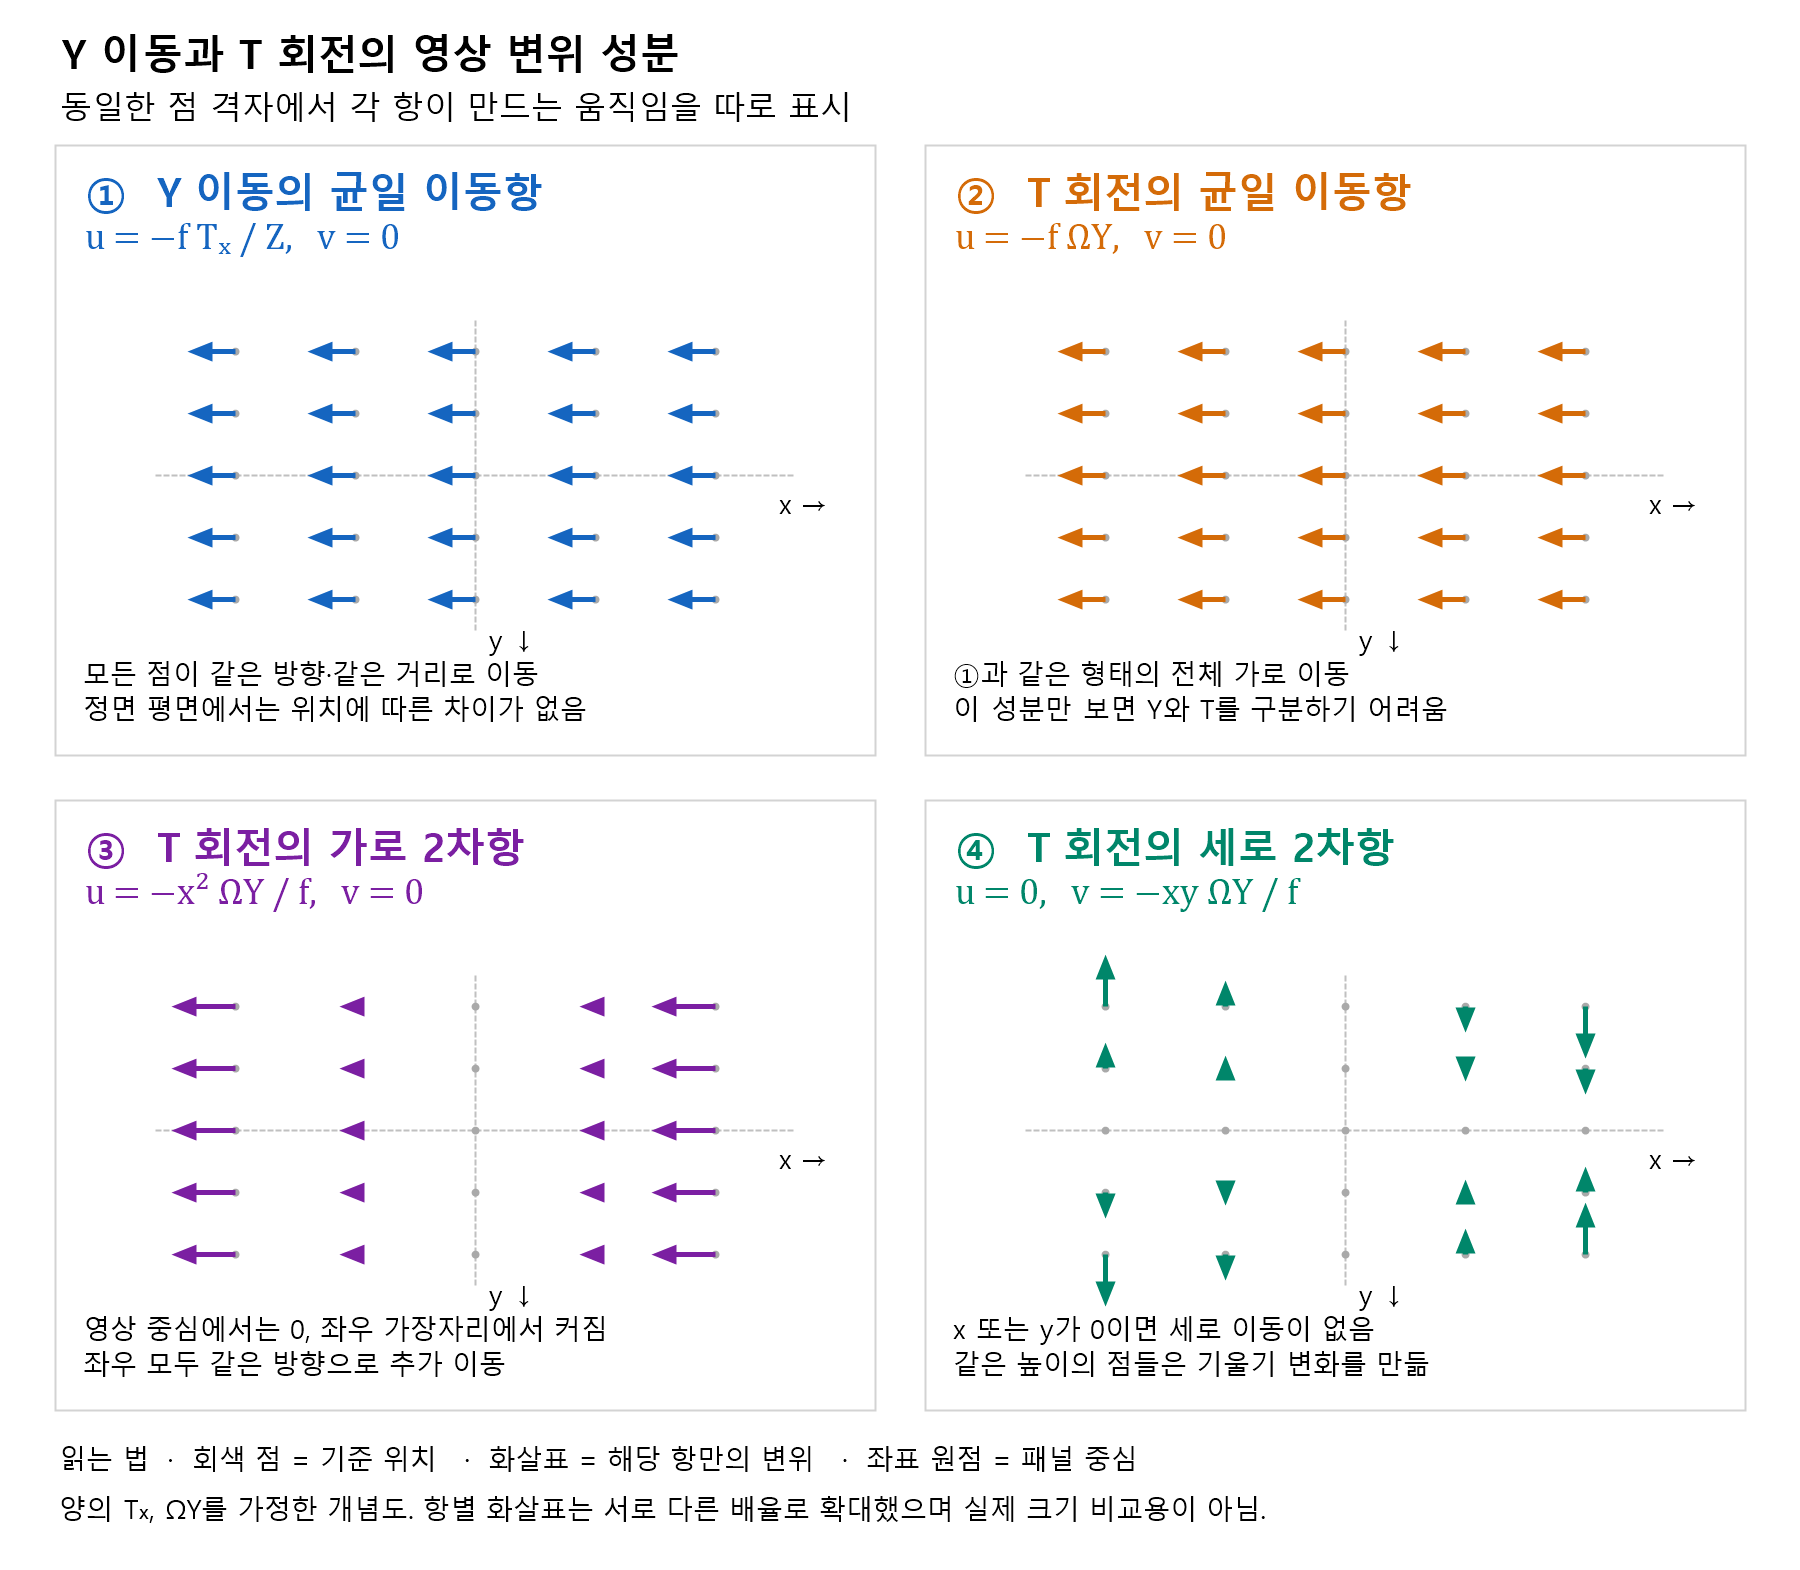 Y 이동과 T 회전의 영상 변위 성분
동일한 점 격자에서 각 항이 만드는 움직임을 따로 표시
① Y 이동의 균일 이동항
u = −f Tₓ / Z, v = 0
x →
y ↓
모든 점이 같은 방향·같은 거리로 이동
정면 평면에서는 위치에 따른 차이가 없음
② T 회전의 균일 이동항
u = −f ΩY, v = 0
x →
y ↓
①과 같은 형태의 전체 가로 이동
이 성분만 보면 Y와 T를 구분하기 어려움
③ T 회전의 가로 2차항
u = −x² ΩY / f, v = 0
x →
y ↓
영상 중심에서는 0, 좌우 가장자리에서 커짐
좌우 모두 같은 방향으로 추가 이동
④ T 회전의 세로 2차항
u = 0, v = −xy ΩY / f
x →
y ↓
x 또는 y가 0이면 세로 이동이 없음
같은 높이의 점들은 기울기 변화를 만듦
읽는 법 · 회색 점 = 기준 위치 · 화살표 = 해당 항만의 변위 · 좌표 원점 = 패널 중심
양의 Tₓ, ΩY를 가정한 개념도. 항별 화살표는 서로 다른 배율로 확대했으며 실제 크기 비교용이 아님.